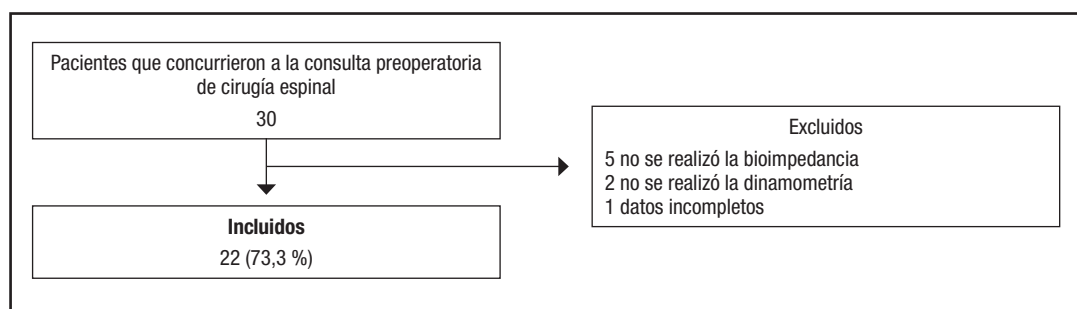 Pacientes que concurrieron a la consulta preoperatoria
de cirugía espinal
30
Excluidos
5 no se realizó la bioimpedancia
2 no se realizó la dinamometría
1 datos incompletos
Incluidos
22 (73,3 %)